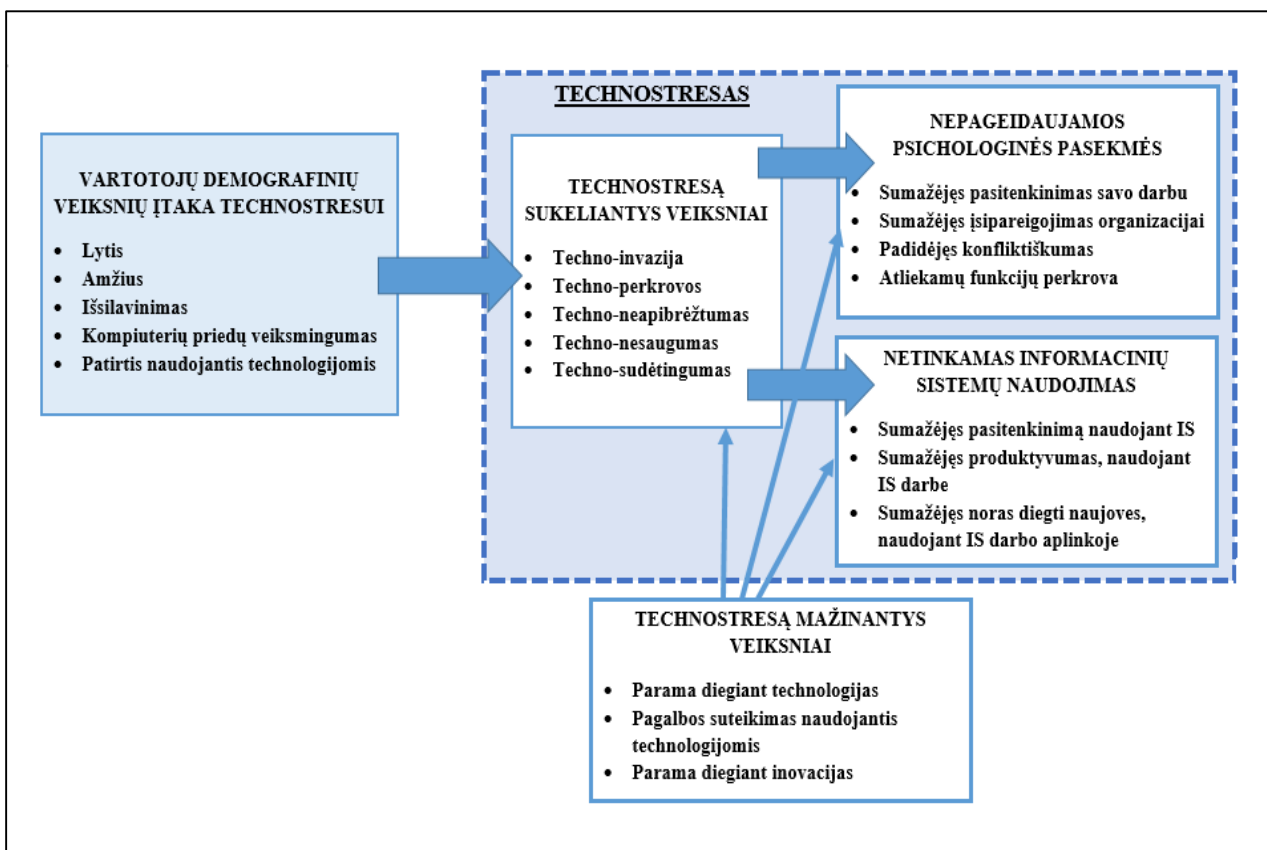 VARTOTOJŲ DEMOGRAFINIŲ
VEIKSNIŲ ĮTAKA TECHNOSTRESUI
• Lytis
• Amžius
• Išsilavinimas
• Kompiuterių priedų veiksmingumas
• Patirtis naudojantis technologijomis
TECHNOSTRESAS
TECHNOSTRESĄ
SUKELIANTYS VEIKSNIAI
• Techno-invazija
• Techno-perkrovos
• Techno-neapibrėžtumas
• Techno-nesaugumas
• Techno-sudėtingumas
NEPAGEIDAUJAMOS
PSICHOLOGINĖS PASEKMĖS
• Sumažėjęs pasitenkinimas savo darbu
• Sumažėjęs įsipareigojimas organizacijai
• Padidėjęs konfliktiškumas
• Atliekamų funkcijų perkrova
NETINKAMAS INFORMACINIŲ
SISTEMŲ NAUDOJIMAS
• Sumažėjęs pasitenkinimą naudojant IS
• Sumažėjęs produktyvumas, naudojant
IS darbe
• Sumažėjęs noras diegti naujoves,
naudojant IS darbo aplinkoje
TECHNOSTRESĄ MAŽINANTYS
VEIKSNIAI
• Parama diegiant technologijas
• Pagalbos suteikimas naudojantis
technologijomis
• Parama diegiant inovacijas